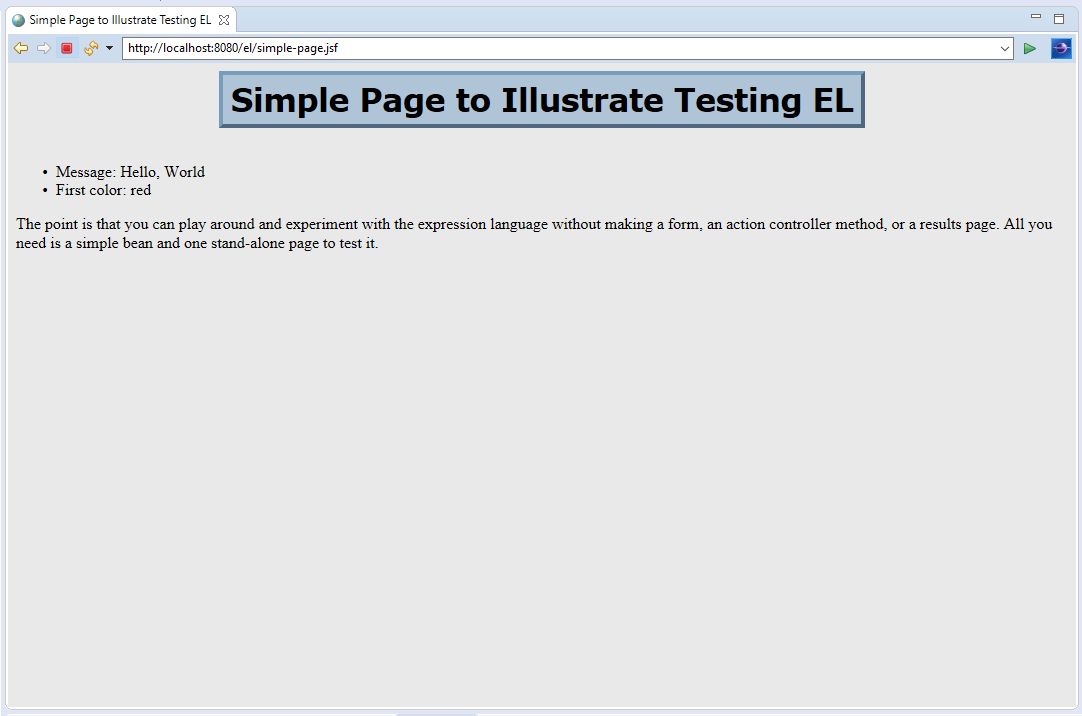 Simple Page to Illustrate Testing EL
http://localhost:8080/el/simple-page.jsf
Simple Page to Illustrate Testing EL
• Message: Hello, World
• First color: red
The point is that you can play around and experiment with the expression language without making a form, an action controller method, or a results page. All you
need is a simple bean and one stand-alone page to test it.